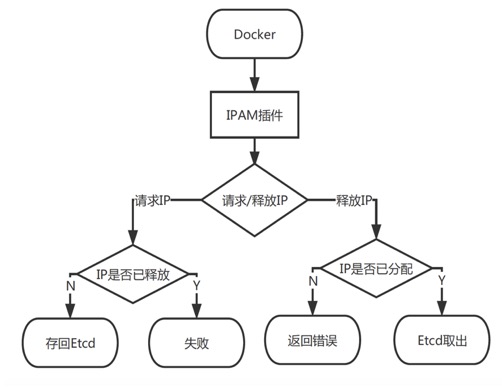 Docker
IPAM插件
请求/释放IP
请求IP
释放IP
IP是否已释放
IP是否已分配
N
Y
N
Y
存回Etcd
失败
返回错误
Etcd取出